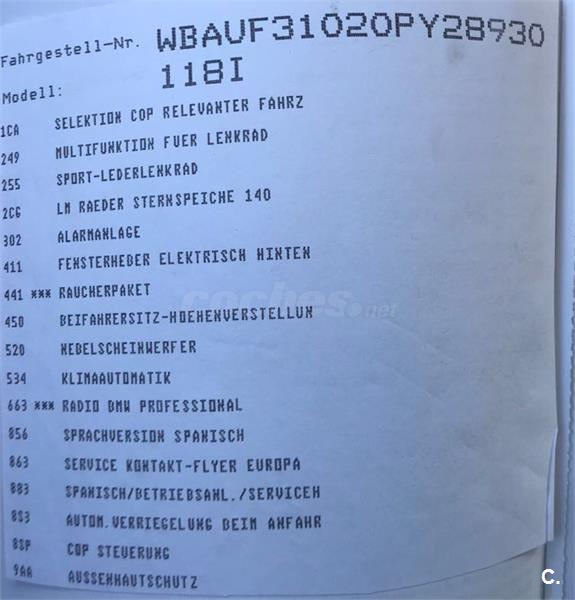 Fahrgestell-Nr. WBAUF31020PY28930
Modell: 118I
1CA SELEKTION COP RELEVANTER FAHRZ
249 MULTIFUNKTION FUER LENKRAD
255 SPORT-LEDERLENKRAD
2CG LM RAEDER STERNSPEICHE 140
302 ALARMANLAGE
411 FENSTERHEBER ELEKTRISCH HINTEN
441 *** RAUCHERPAKET
450 BEIFAHRERSITZ-HOEHENVERSTELLUN
520 NEBELSCHEINWERFER
534 KLIMAAUTOMATIK
663 *** RADIO BMW PROFESSIONAL
856 SPRACHVERSION SPANISCH
863 SERVICE KONTAKT-FLYER EUROPA
883 SPANISCH/BETRIEBSANL./SERVICEH
8S3 AUTOM.VERRIEGELUNG BEIM ANFAHR
8SP COP STEUERUNG
9AA AUSSENHAUTSCHUTZ
coches.net
C.